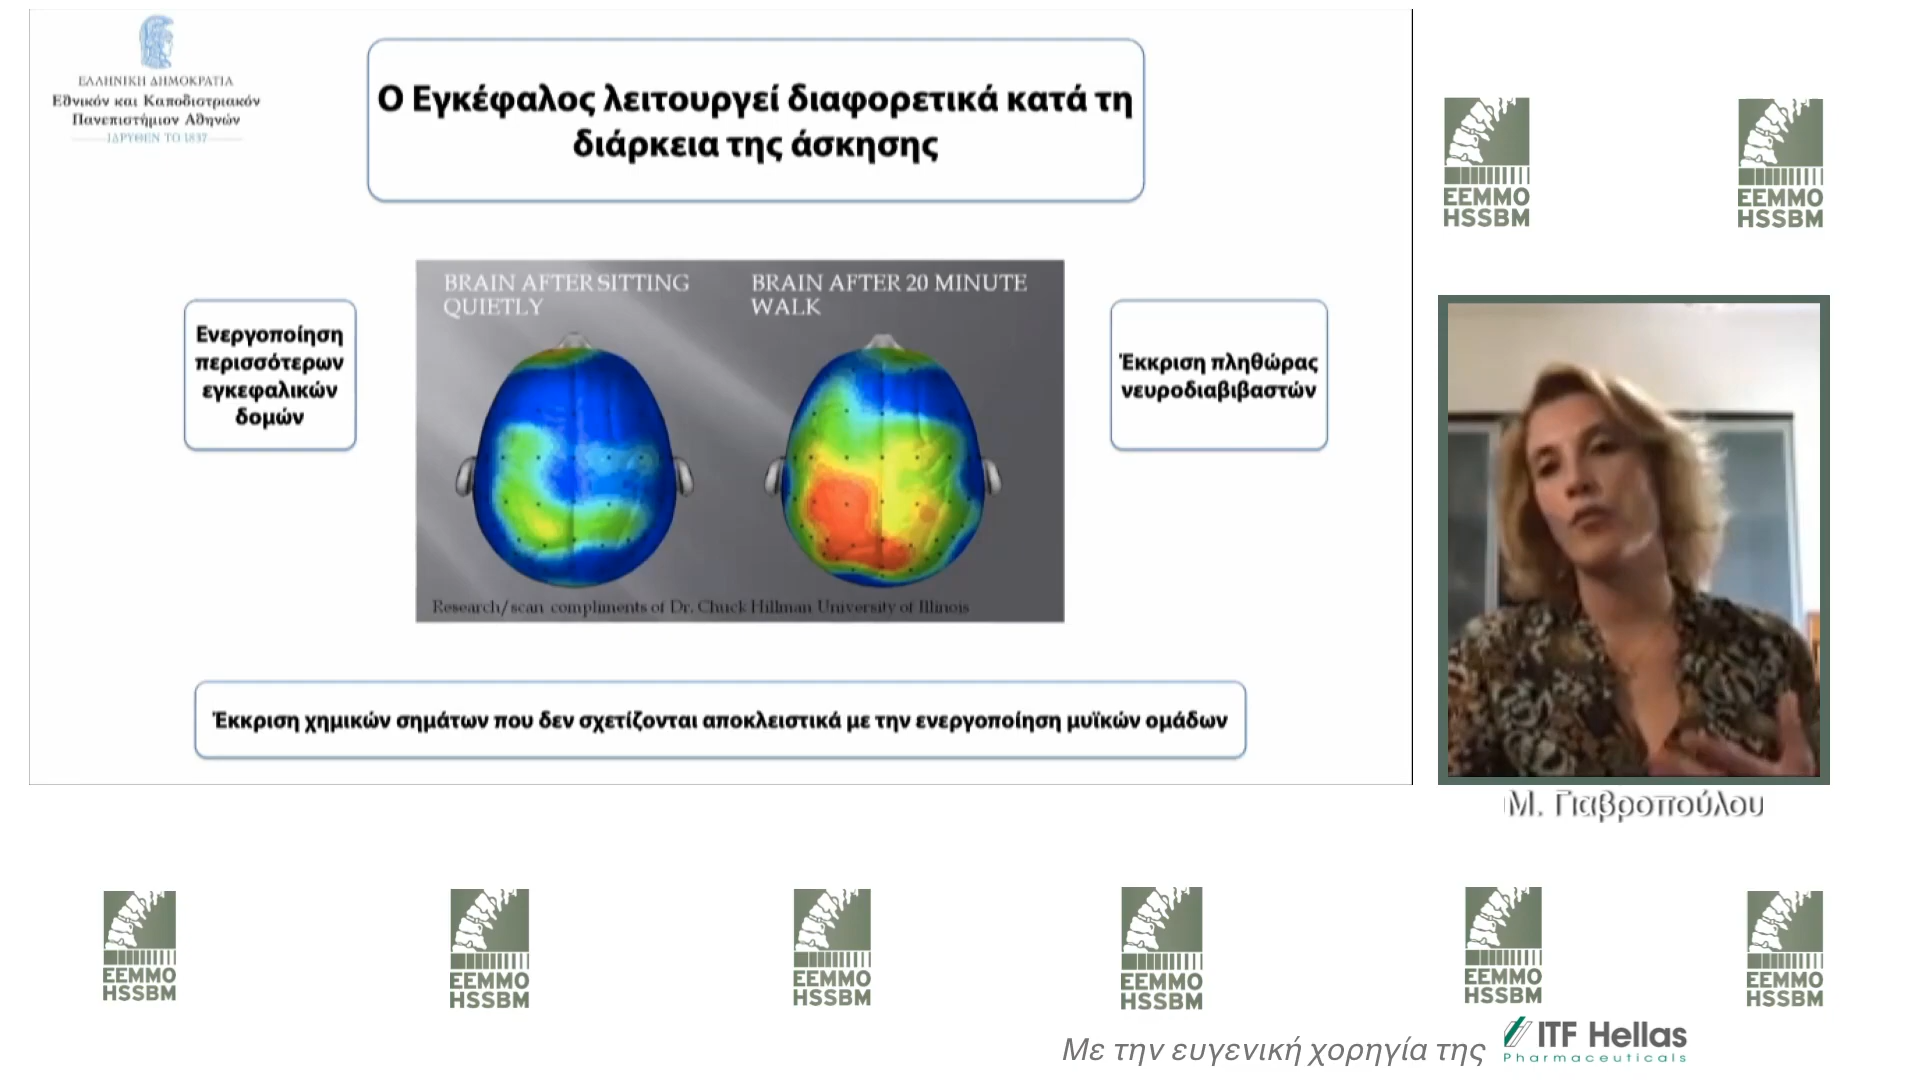 ΕΛΛΗΝΙΚΗ ΔΗΜΟΚΡΑΤΙΑ
Εθνικόν και Καποδιστριακόν
Πανεπιστήμιον Αθηνών
ΙΔΡΥΘΕΝ ΤΟ 1837
Ο Εγκέφαλος λειτουργεί διαφορετικά κατά τη
διάρκεια της άσκησης
Ενεργοποίηση
περισσότερων
εγκεφαλικών
δομών
BRAIN AFTER SITTING
QUIETLY
BRAIN AFTER 20 MINUTE
WALK
Research/scan compliments of Dr. Chuck Hillman University of Illinois
Έκκριση πληθώρας
νευροδιαβιβαστών
Έκκριση χημικών σημάτων που δεν σχετίζονται αποκλειστικά με την ενεργοποίηση μυϊκών ομάδων
EEMMO
HSSBM
EEMMO
HSSBM
Μ. Γιαβροπούλου
EEMMO
HSSBM
EEMMO
HSSBM
EEMMO
HSSBM
EEMMO
HSSBM
EEMMO
HSSBM
EEMMO
HSSBM
Με την ευγενική χορηγία της
ITF Hellas
Pharmaceuticals